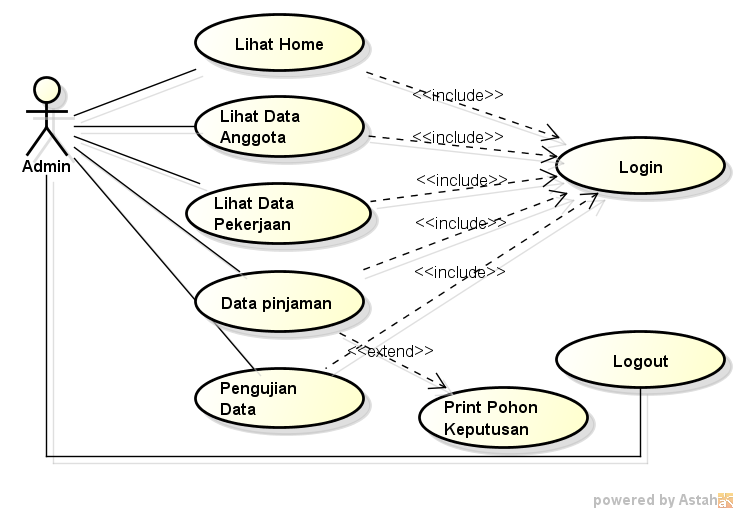 Lihat Home
<<include>>
Lihat Data
Anggota
<<include>>
Admin
Login
Lihat Data
Pekerjaan
<<include>>
<<include>>
<<include>>
Data pinjaman
<<extend>>
Logout
Pengujian
Data
Print Pohon
Keputusan
powered by Astah